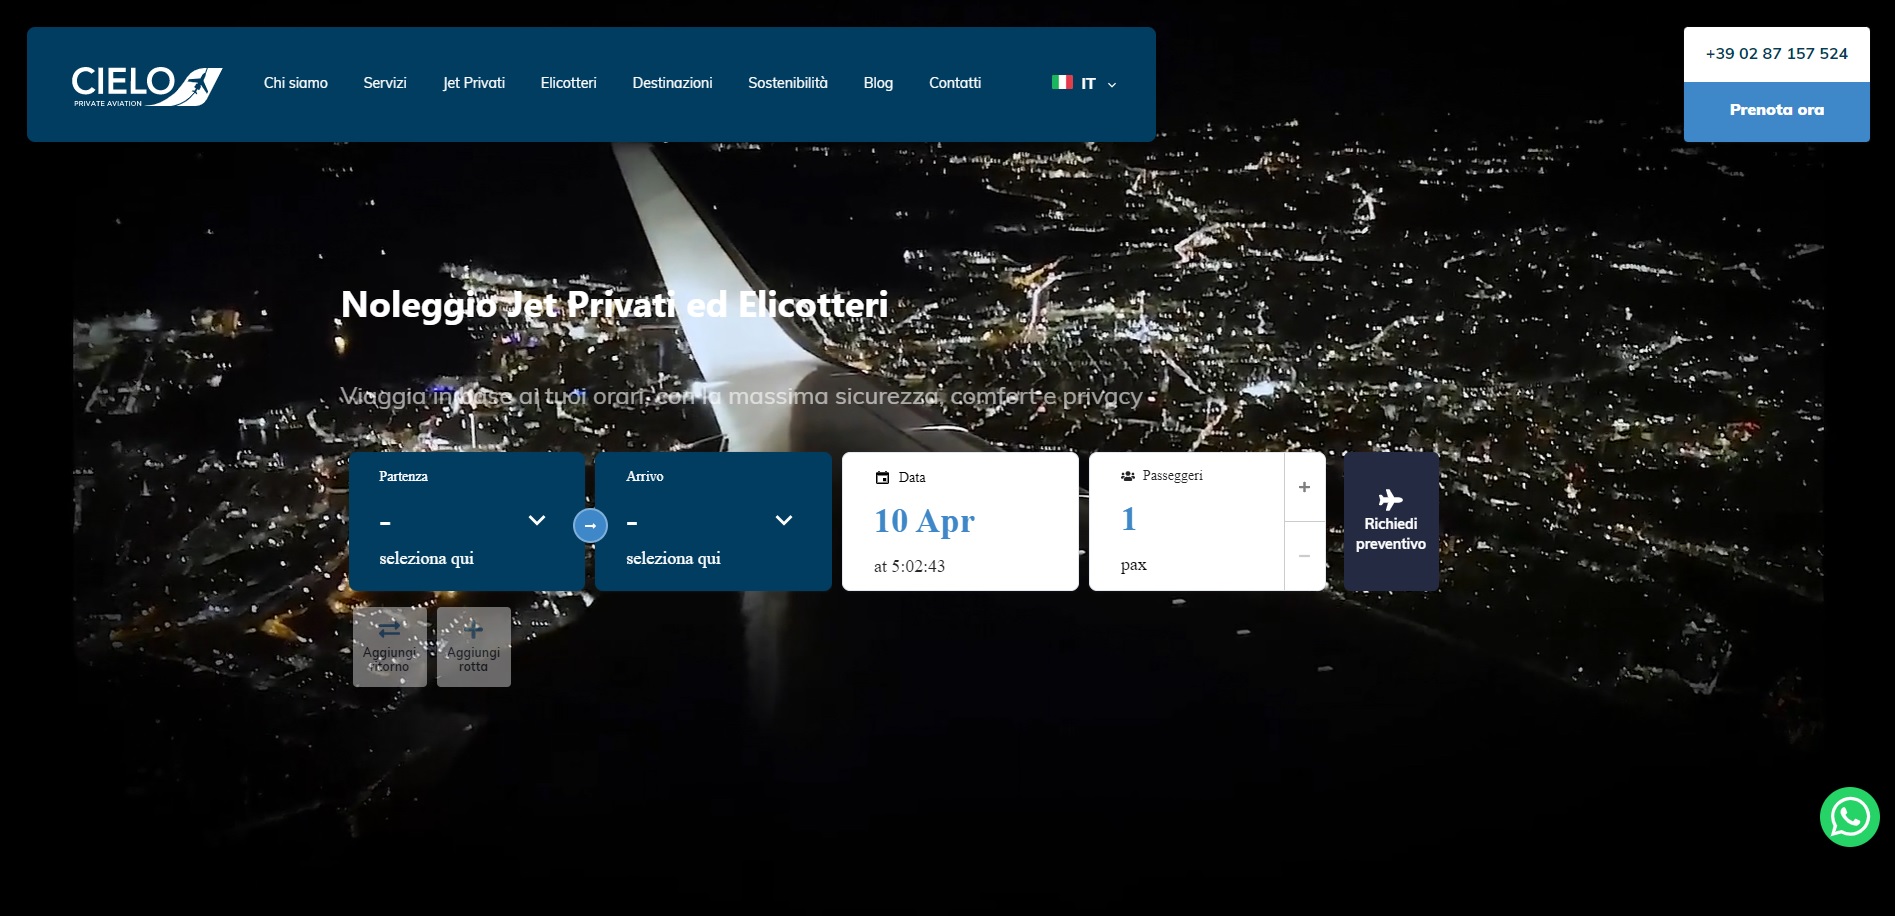 CIELO
PRIVATE AVIATION
Chi siamo
Servizi
Jet Privati
Elicotteri
Destinazioni
Sostenibilità
Blog
Contatti
IT
+39 02 87 157 524
Prenota ora
Noleggio Jet Privati ed Elicotteri
Viaggia in base ai tuoi orari, con la massima sicurezza, comfort e privacy
Partenza
–
seleziona qui
Arrivo
–
seleziona qui
Data
10 Apr
at 5:02:43
Passeggeri
1
pax
+
−
Richiedi
preventivo
Aggiungi
ritorno
Aggiungi
rotta